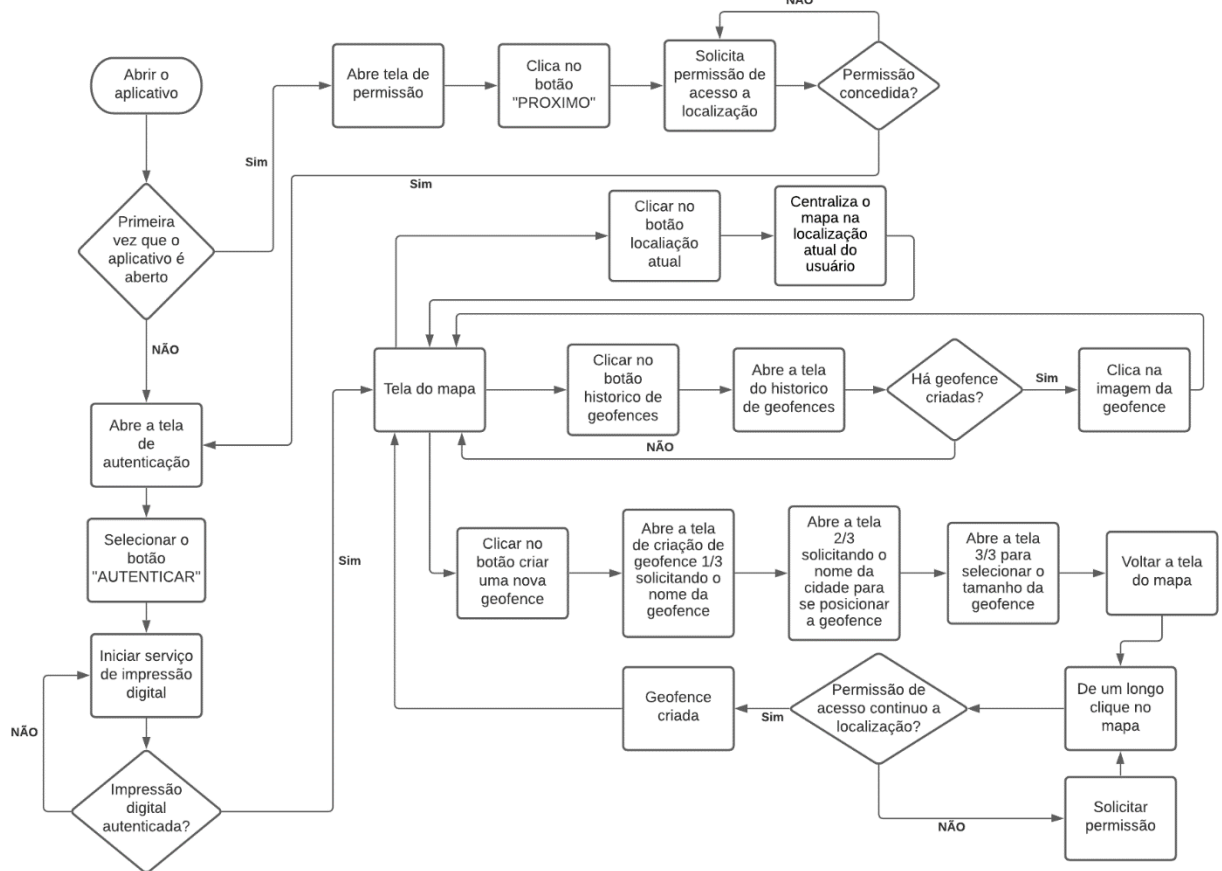 NÃO
Abrir o
aplicativo
Abre tela de
permissão
Clica no
botão
"PROXIMO"
Solicita
permissão de
acesso a
localização
Permissão
concedida?
Sim
Sim
Primeira
vez que o
aplicativo é
aberto
Clicar no
botão
localiação
atual
Centraliza o
mapa na
localização
atual do
usuário
NÃO
Tela do mapa
Clicar no
botão
historico de
geofences
Abre a tela
do historico
de geofences
Há geofence
criadas?
Sim
Clica na
imagem da
geofence
NÃO
Abre a tela
de
autenticação
Selecionar o
botão
"AUTENTICAR"
Sim
Clicar no
botão criar
uma nova
geofence
Abre a tela
de criação de
geofence 1/3
solicitando o
nome da
geofence
Abre a tela
2/3
solicitando o
nome da
cidade para
se posicionar
a geofence
Abre a tela
3/3 para
selecionar o
tamanho da
geofence
Voltar a tela
do mapa
Iniciar serviço
de impressão
digital
Geofence
criada
Sim
Permissão de
acesso continuo a
localização?
De um longo
clique no
mapa
NÃO
Impressão
digital
autenticada?
NÃO
Solicitar
permissão